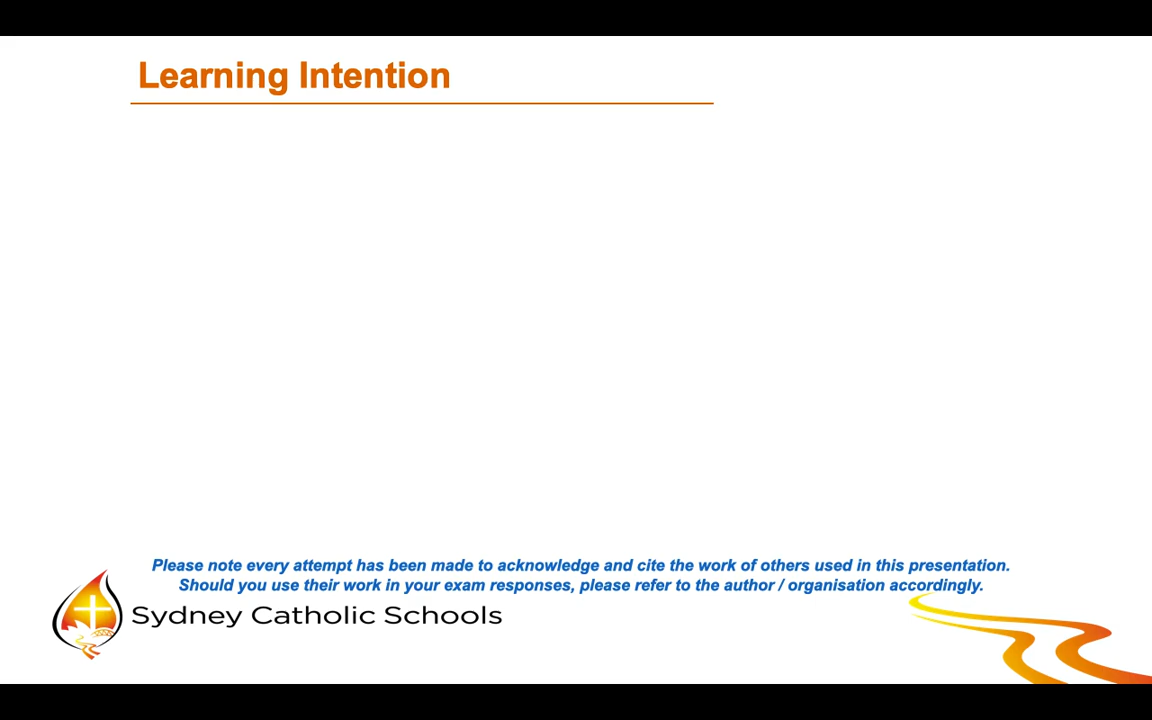 Learning Intention
Please note every attempt has been made to acknowledge and cite the work of others used in this presentation.
Should you use their work in your exam responses, please refer to the author / organisation accordingly.
Sydney Catholic Schools